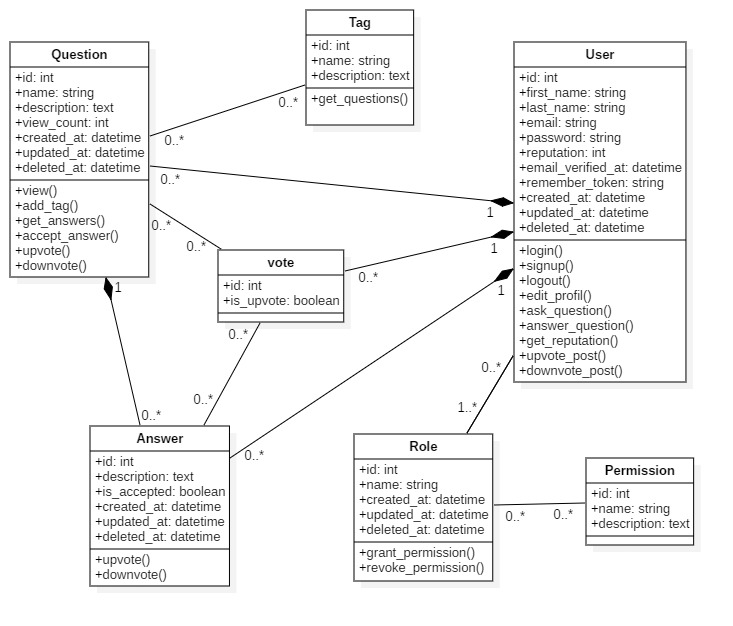 Tag
+id: int
+name: string
+description: text
+get_questions()
0..*
Question
+id: int
+name: string
+description: text
+view_count: int
+created_at: datetime
+updated_at: datetime
+deleted_at: datetime
+view()
+add_tag()
+get_answers()
+accept_answer()
+upvote()
+downvote()
0..*
0..*
0..*
1
User
+id: int
+first_name: string
+last_name: string
+email: string
+password: string
+reputation: int
+email_verified_at: datetime
+remember_token: string
+created_at: datetime
+updated_at: datetime
+deleted_at: datetime
+login()
+signup()
+logout()
+edit_profil()
+ask_question()
+answer_question()
+get_reputation()
+upvote_post()
+downvote_post()
1
1
1
0..*
0..*
vote
+id: int
+is_upvote: boolean
0..*
0..*
0..*
0..*
Answer
+id: int
+description: text
+is_accepted: boolean
+created_at: datetime
+updated_at: datetime
+deleted_at: datetime
+upvote()
+downvote()
0..*
1..*
Role
+id: int
+name: string
+created_at: datetime
+updated_at: datetime
+deleted_at: datetime
+grant_permission()
+revoke_permission()
0..*
0..*
Permission
+id: int
+name: string
+description: text